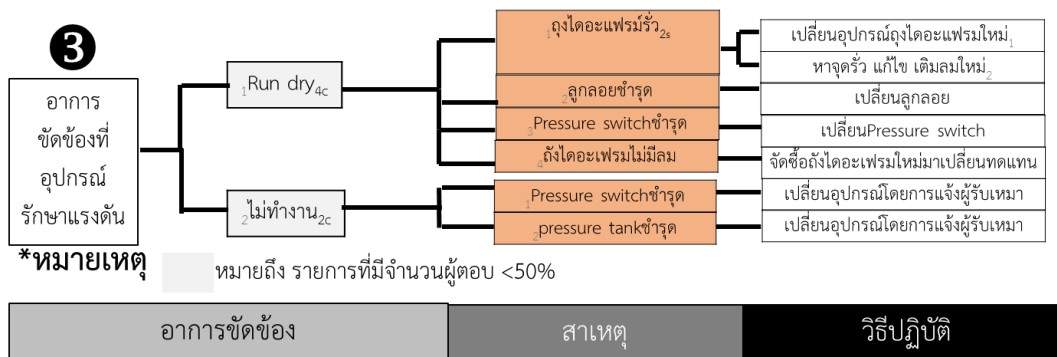 3
อาการ
ขัดข้องที่
อุปกรณ์
รักษาแรงดัน
1Run dry4c
2ไม่ทำงาน2c
1ถุงไดอะแฟรม์รั่ว2s
2ลูกลอยชำรุด
3Pressure switchชำรุด
4ถังไดอะเฟรมไม่มีลม
1Pressure switchชำรุด
2pressure tankชำรุด
เปลี่ยนอุปกรณ์ถุงไดอะแฟรมใหม่1
หาจุดรั่ว แก้ไข เติมลมใหม่2
เปลี่ยนลูกลอย
เปลี่ยนPressure switch
จัดซื้อถังไดอะเฟรมใหม่มาเปลี่ยนทดแทน
เปลี่ยนอุปกรณ์โดยการแจ้งผู้รับเหมา
เปลี่ยนอุปกรณ์โดยการแจ้งผู้รับเหมา
*หมายเหตุ
หมายถึง รายการที่มีจำนวนผู้ตอบ <50%
อาการขัดข้อง
สาเหตุ
วิธีปฏิบัติ